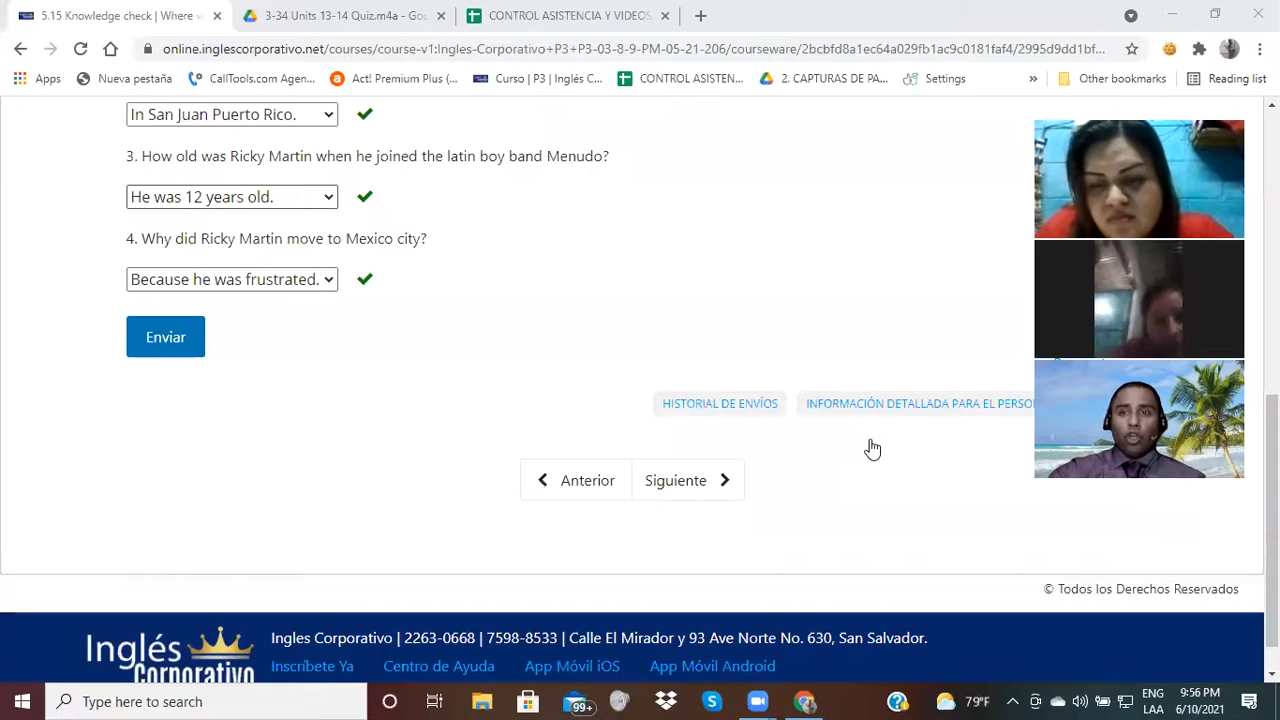 5.15 Knowledge check | Where w
3-34 Units 13-14 Quiz.m4a - Goo
CONTROL ASISTENCIA Y VIDEOS
online.inglescorporativo.net/courses/course-v1:Ingles-Corporativo+P3+P3-03-8-9-PM-05-21-206/courseware/2bcbfd8a1ec64a029fb1ac9c0181faf4/2995d9dd1bf...
Apps
Nueva pestaña
CallTools.com Agen...
Act! Premium Plus (...
Curso | P3 | Inglés C...
CONTROL ASISTEN...
2. CAPTURAS DE PA...
Settings
»
Other bookmarks
Reading list
In San Juan Puerto Rico.
3. How old was Ricky Martin when he joined the latin boy band Menudo?
He was 12 years old.
4. Why did Ricky Martin move to Mexico city?
Because he was frustrated.
Enviar
HISTORIAL DE ENVÍOS
INFORMACIÓN DETALLADA PARA EL PERSON
Anterior
Siguiente
© Todos los Derechos Reservados
Inglés
Corporativo
Ingles Corporativo | 2263-0668 | 7598-8533 | Calle El Mirador y 93 Ave Norte No. 630, San Salvador.
Inscríbete Ya
Centro de Ayuda
App Móvil iOS
App Móvil Android
Type here to search
99+
79°F
ENG
LAA
9:56 PM
6/10/2021